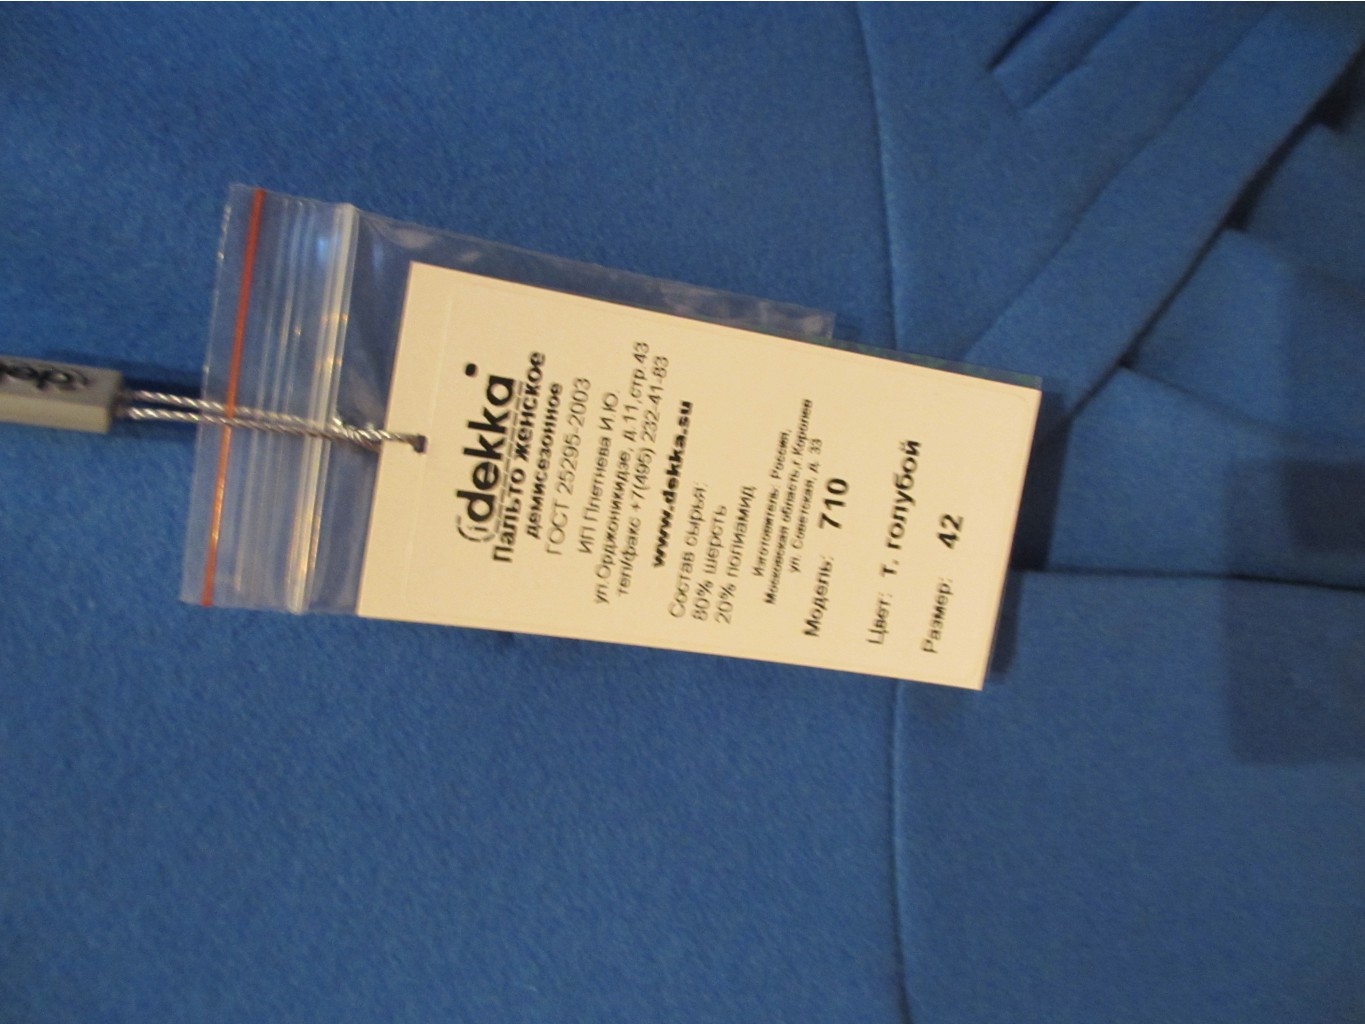 dekka
Пальто женское
демисезонное
ГОСТ 25295-2003
ИП Плетнева И.Ю.
ул.Орджоникидзе, д.11,стр.43
тел/факс +7(495) 232-41-83
www.dekka.su
Состав сырья:
80% шерсть
20% полиамид
Изготовитель: Россия,
Московская область,г.Королев
ул. Советская, д. 33
Модель: 710
Цвет: т. голубой
Размер: 42